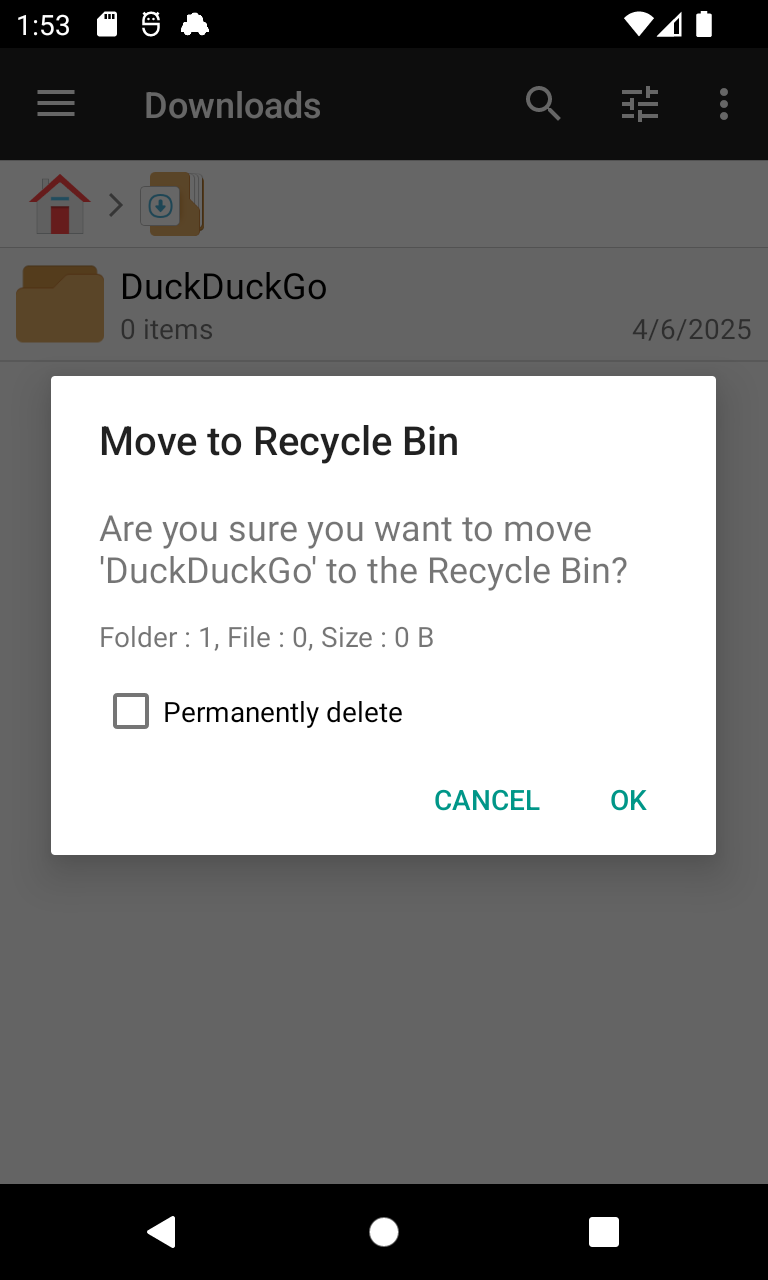 1:53
Downloads
DuckDuckGo
0 items
4/6/2025
Move to Recycle Bin
Are you sure you want to move
'DuckDuckGo' to the Recycle Bin?
Folder : 1, File : 0, Size : 0 B
Permanently delete
CANCEL
OK